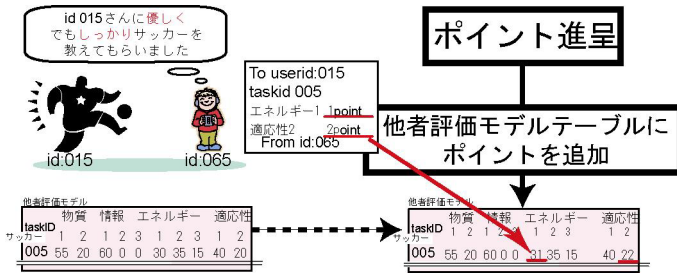 id 015さんに優しく
でもしっかりサッカーを
教えてもらいました
id:015
id:065
To userid:015
taskid 005
エネルギー1 1point
適応性2 2point
From id:065
ポイント進呈
他者評価モデルテーブルに
ポイントを追加
他者評価モデル
物質 情報 エネルギー 適応性
taskID
サッカー 1 2 1 2 3 1 2 3 1 2
005 55 20 60 0 0 30 35 15 40 20
他者評価モデル
物質 情報 エネルギー 適応性
taskID
サッカー 1 2 1 2 3 1 2 3 1 2
005 55 20 60 0 0 31 35 15 40 22